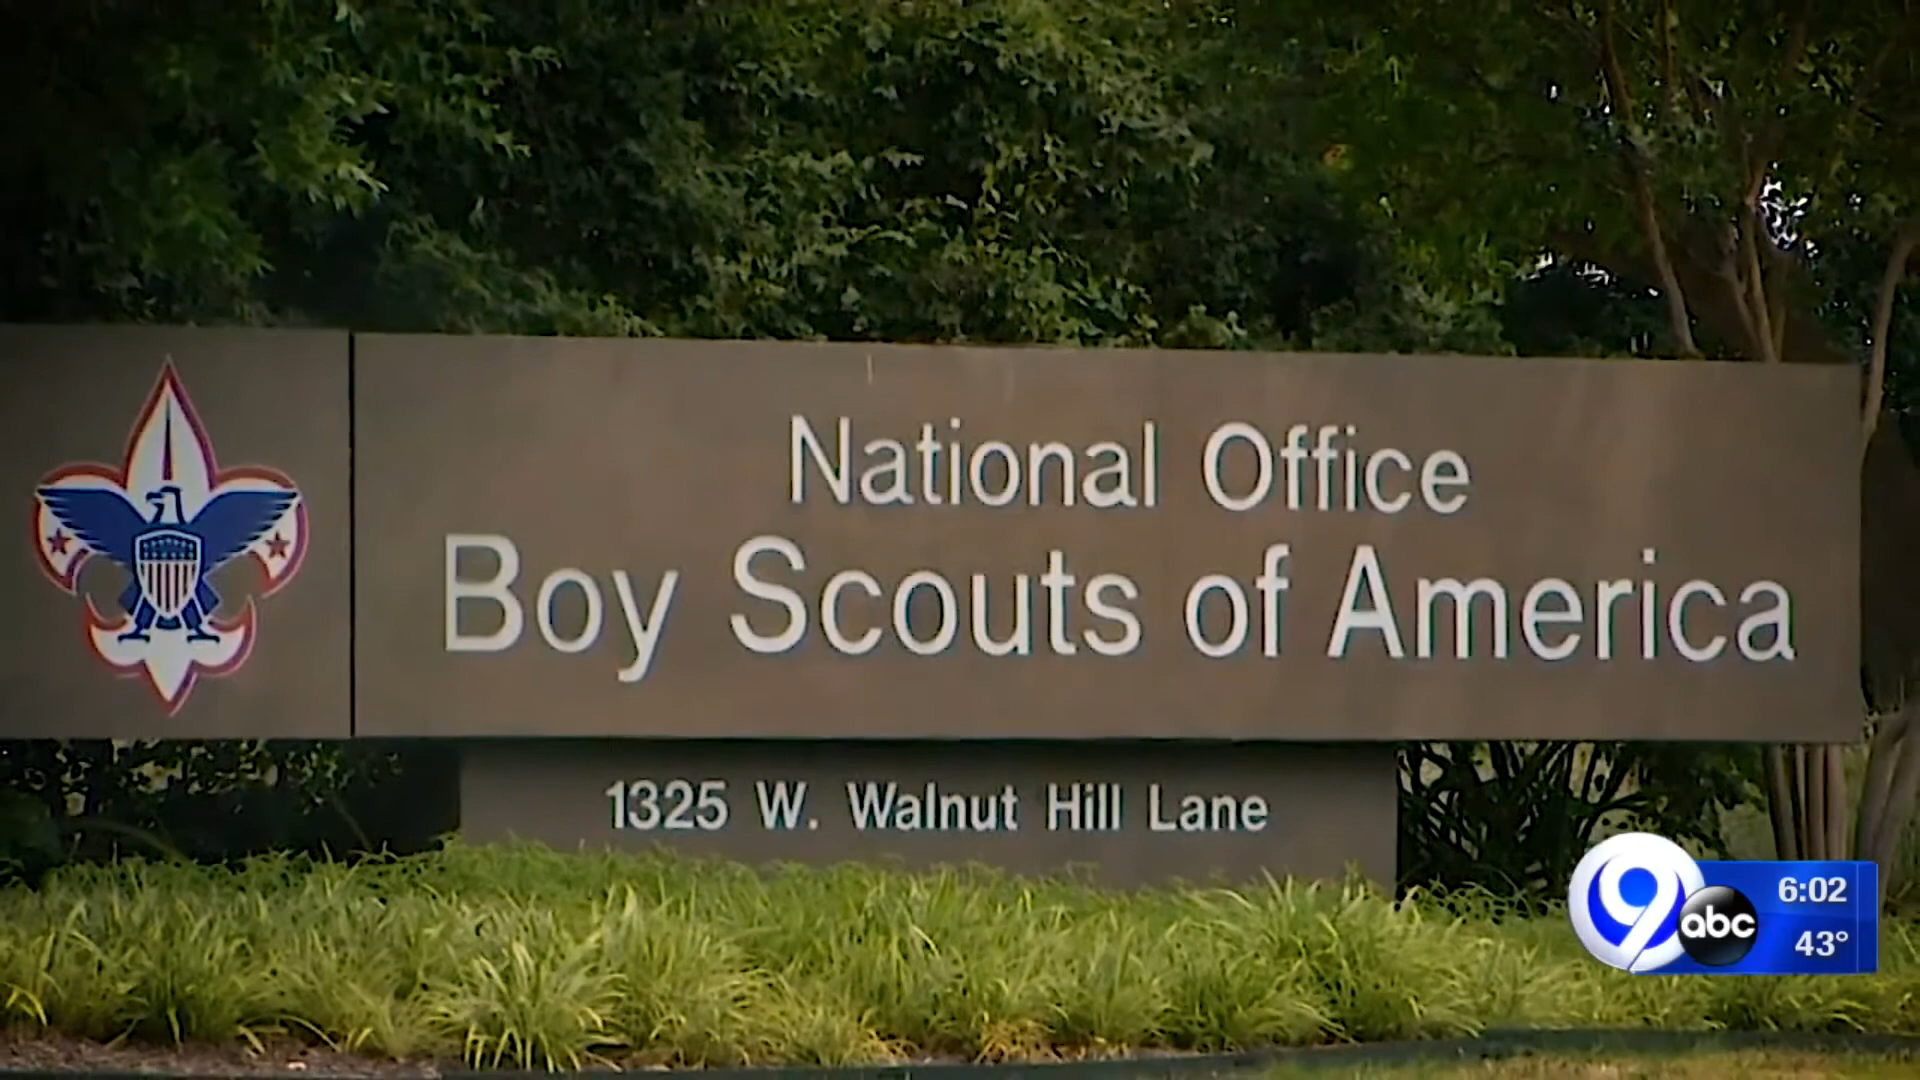 National Office
Boy Scouts of America
1325 W. Walnut Hill Lane
9
abc
6:02
43°